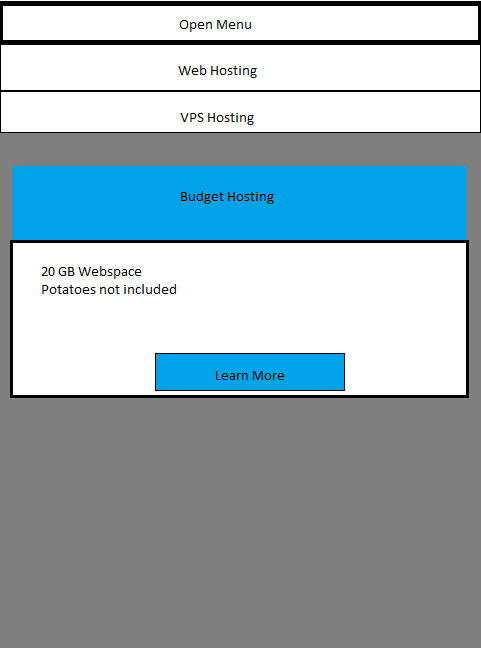 Open Menu
Web Hosting
VPS Hosting
Budget Hosting
20 GB Webspace
Potatoes not included
Learn More